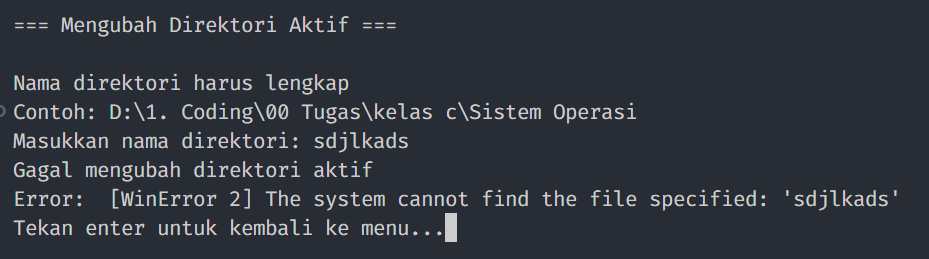 === Mengubah Direktori Aktif ===
Nama direktori harus lengkap
Contoh: D:\1. Coding\00 Tugas\kelas c\Sistem Operasi
Masukkan nama direktori: sdjlkads
Gagal mengubah direktori aktif
Error:  [WinError 2] The system cannot find the file specified: 'sdjlkads'
Tekan enter untuk kembali ke menu...